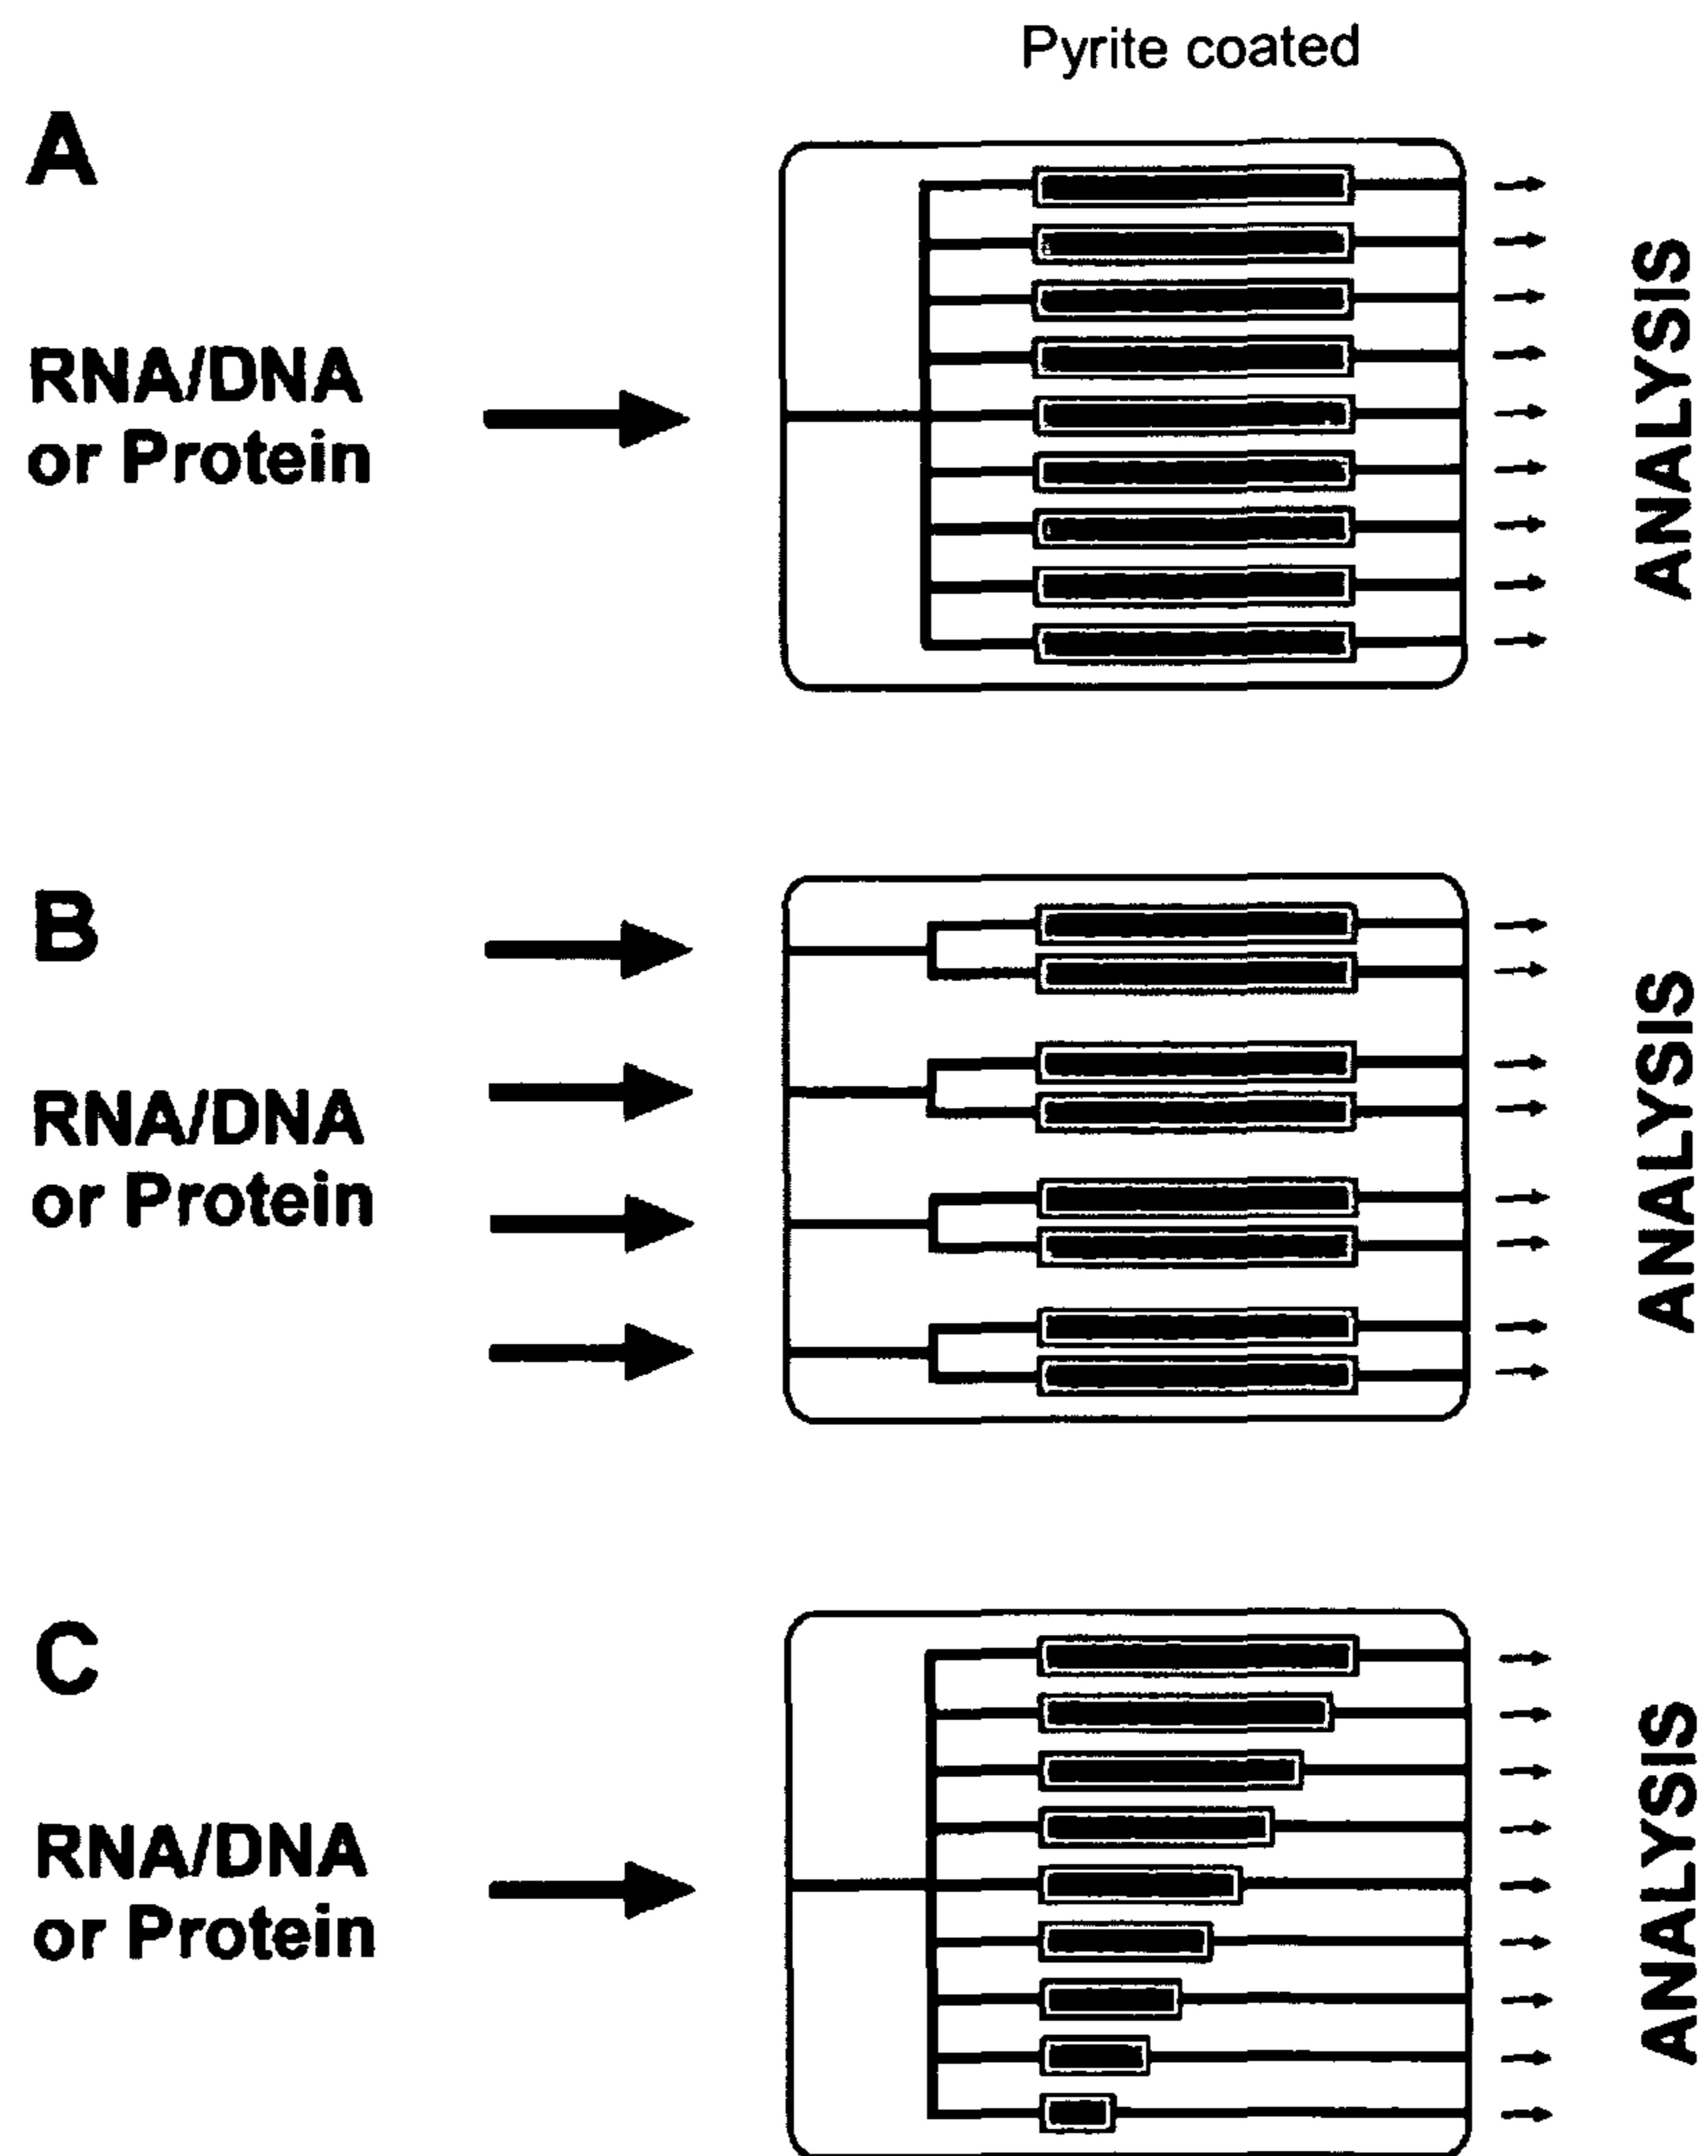 Pyrite coated
A
RNA/DNA
or Protein
ANALYSIS
B
RNA/DNA
or Protein
ANALYSIS
C
RNA/DNA
or Protein
ANALYSIS